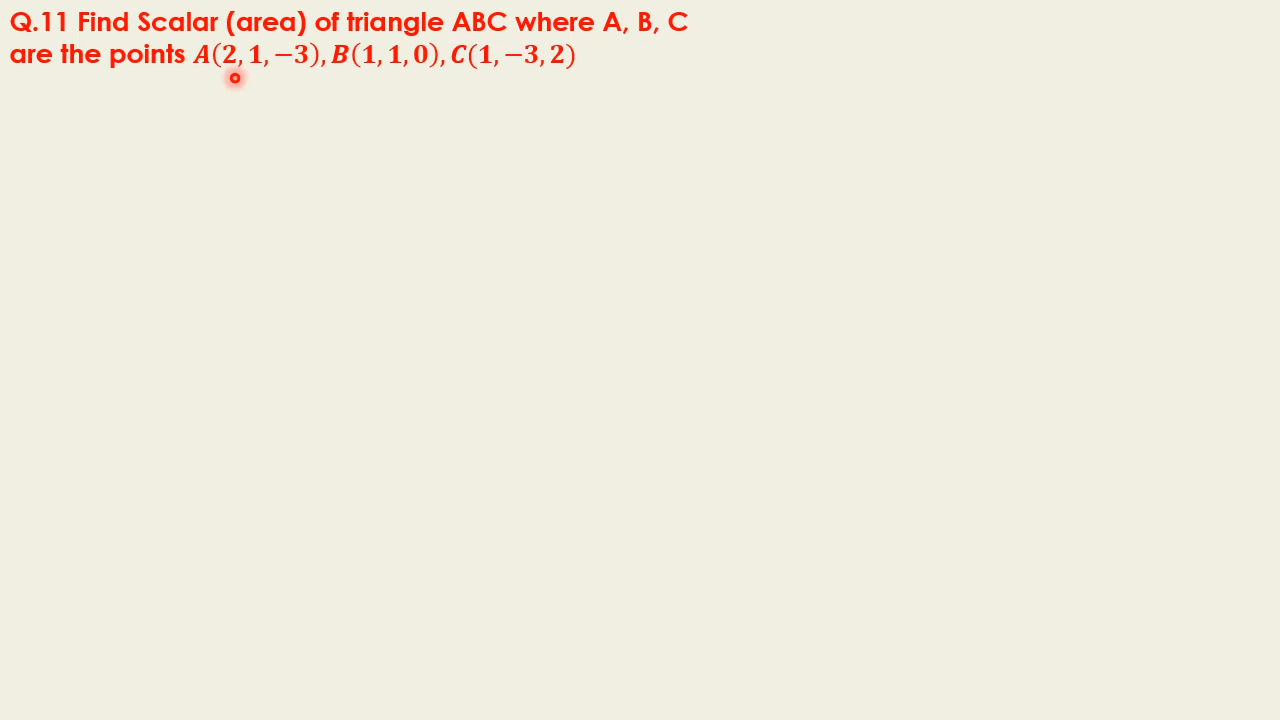 Q.11 Find Scalar (area) of triangle ABC where A, B, C
are the points A(2, 1, −3), B(1, 1, 0), C(1, −3, 2)